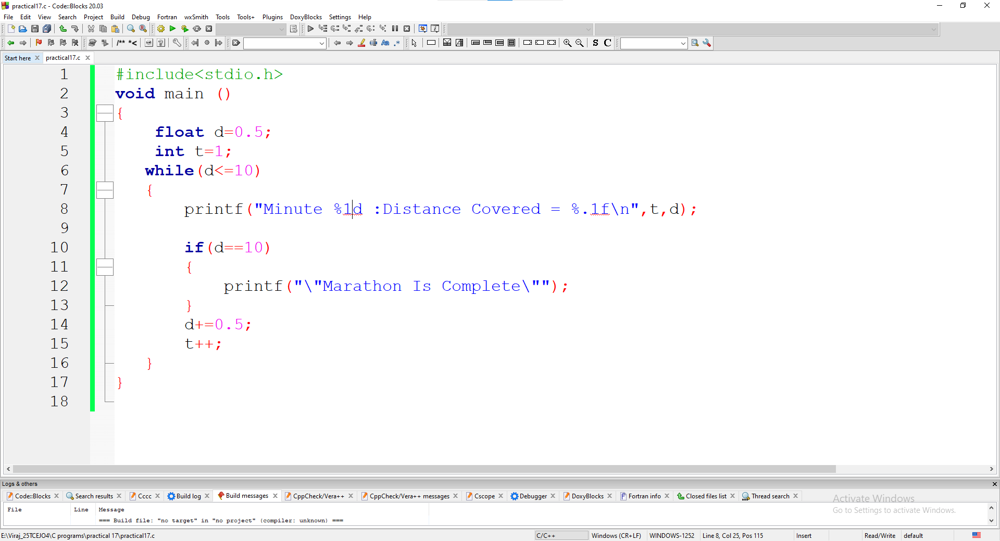 practical17.c - Code::Blocks 20.03
File Edit View Search Project Build Debug Fortran wxSmith Tools Tools+ Plugins DoxyBlocks Settings Help
/** *<
Aa .*
S C
Start here practical17.c
1 #include<stdio.h>
2 void main ()
3 {
4 float d=0.5;
5 int t=1;
6 while(d<=10)
7 {
8 printf("Minute %1d :Distance Covered = %.1f\n",t,d);
9
10 if(d==10)
11 {
12 printf("\"Marathon Is Complete\"");
13 }
14 d+=0.5;
15 t++;
16 }
17 }
18
Logs & others
Code::Blocks Search results Cccc Build log Build messages CppCheck/Vera++ CppCheck/Vera++ messages Cscope Debugger DoxyBlocks Fortran info Closed files list Thread search
File Line Message
=== Build file: "no target" in "no project" (compiler: unknown) ===
Activate Windows
Go to Settings to activate Windows.
E:\Viraj_25TCEJ04\C programs\practical 17\practical17.c C/C++ Windows (CR+LF) WINDOWS-1252 Line 8, Col 25, Pos 115 Insert Read/Write default